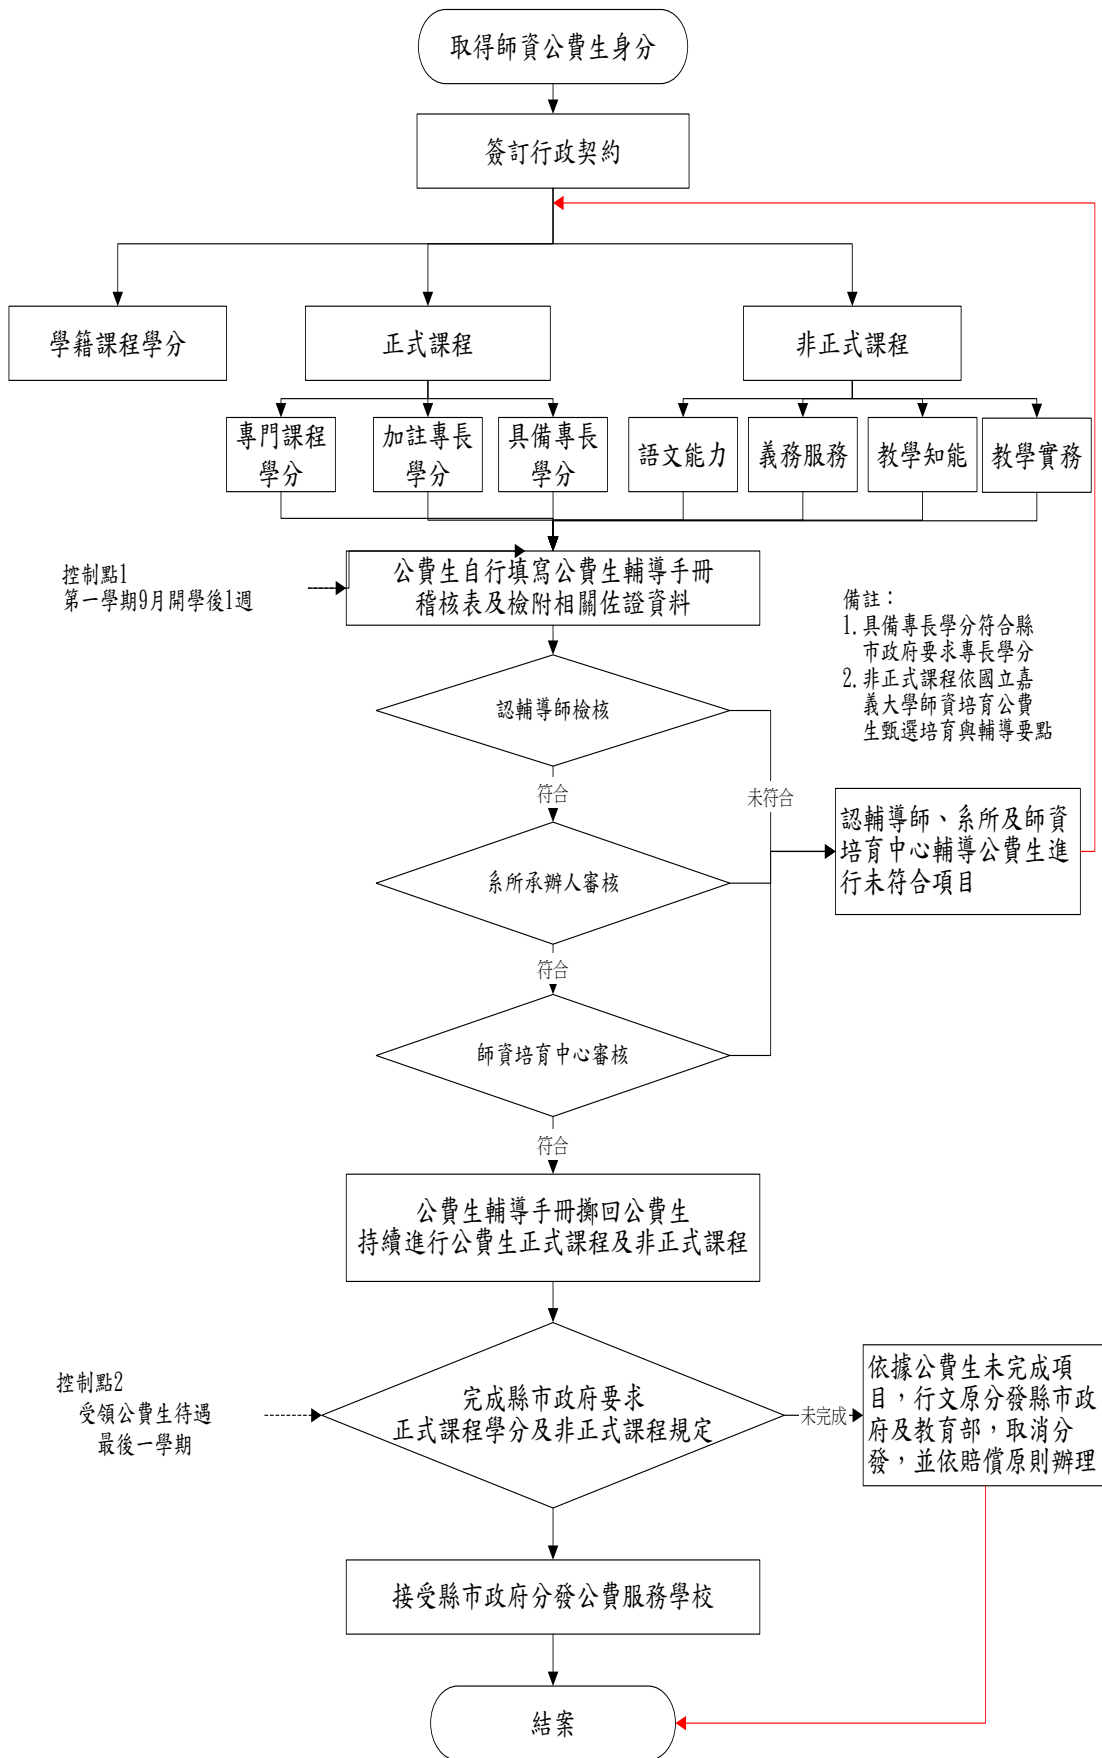 取得師資公費生身分
簽訂行政契約
學籍課程學分
正式課程
非正式課程
專門課程
學分
加註專長
學分
具備專長
學分
語文能力
義務服務
教學知能
教學實務
控制點1
第一學期9月開學後1週
公費生自行填寫公費生輔導手冊
稽核表及檢附相關佐證資料
備註：
1. 具備專長學分符合縣
市政府要求專長學分
2. 非正式課程依國立嘉
義大學師資培育公費
生甄選培育與輔導要點
認輔導師檢核
符合
未符合
認輔導師、系所及師資
培育中心輔導公費生進
行未符合項目
系所承辦人審核
符合
師資培育中心審核
符合
公費生輔導手冊擲回公費生
持續進行公費生正式課程及非正式課程
控制點2
受領公費生待遇
最後一學期
完成縣市政府要求
正式課程學分及非正式課程規定
未完成
依據公費生未完成項
目，行文原分發縣市政
府及教育部，取消分
發，並依賠償原則辦理
接受縣市政府分發公費服務學校
結案